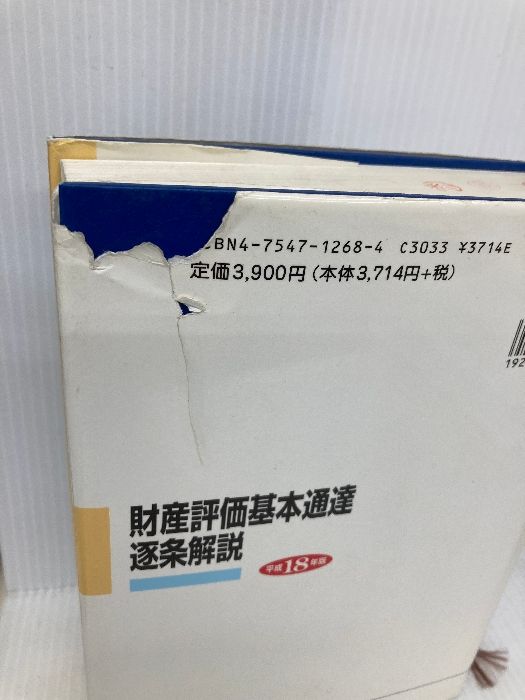 BN4-7547-1268-4 C3033 ¥3714E
定価3,900円(本体3,714円+税)
192
財産評価基本通達
逐条解説
平成18年版